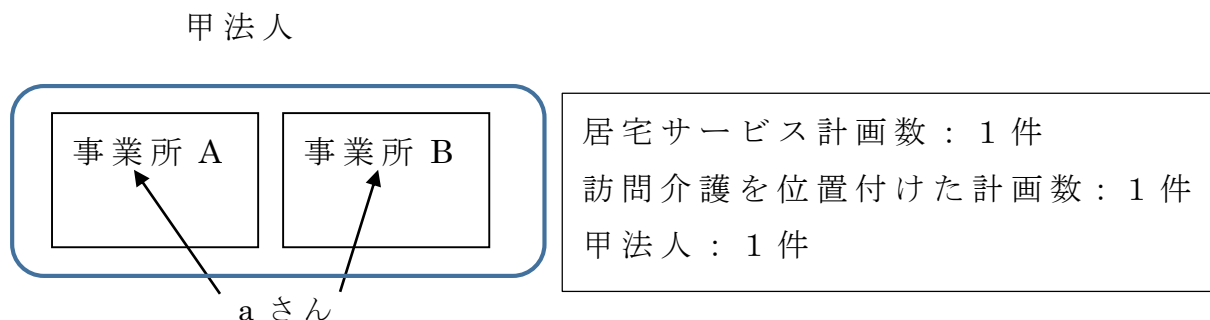 甲法人
事業所 A
事業所 B
aさん
居宅サービス計画数：1件
訪問介護を位置付けた計画数：1件
甲法人：1件